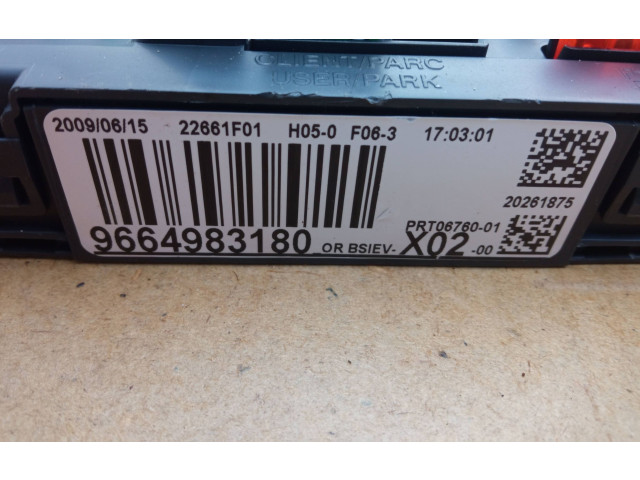 CLIENT/PARC
USER/PARK
2009/06/15 22661F01 H05-0 F06-3 17:03:01
20261875
PRT06760-01
9664983180 OR BSIEV- X02 -00